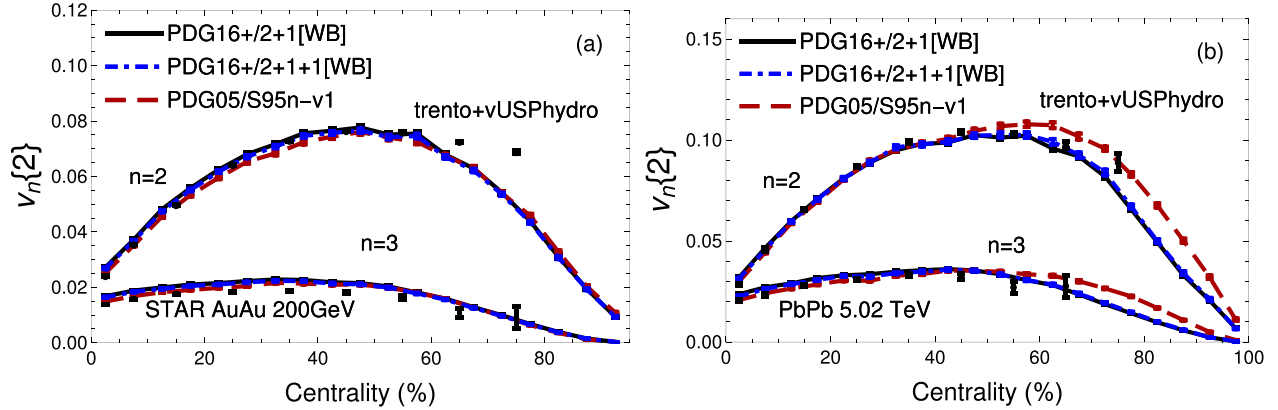 (a)
PDG16+/2+1[WB]
PDG16+/2+1+1[WB]
PDG05/S95n-v1
trento+vUSPhydro
n=2
n=3
STAR AuAu 200GeV
vn{2}
0.12
0.10
0.08
0.06
0.04
0.02
0.00
0 20 40 60 80
Centrality (%)
(b)
PDG16+/2+1[WB]
PDG16+/2+1+1[WB]
PDG05/S95n-v1
trento+vUSPhydro
n=2
n=3
PbPb 5.02 TeV
vn{2}
0.15
0.10
0.05
0.00
0 20 40 60 80 100
Centrality (%)